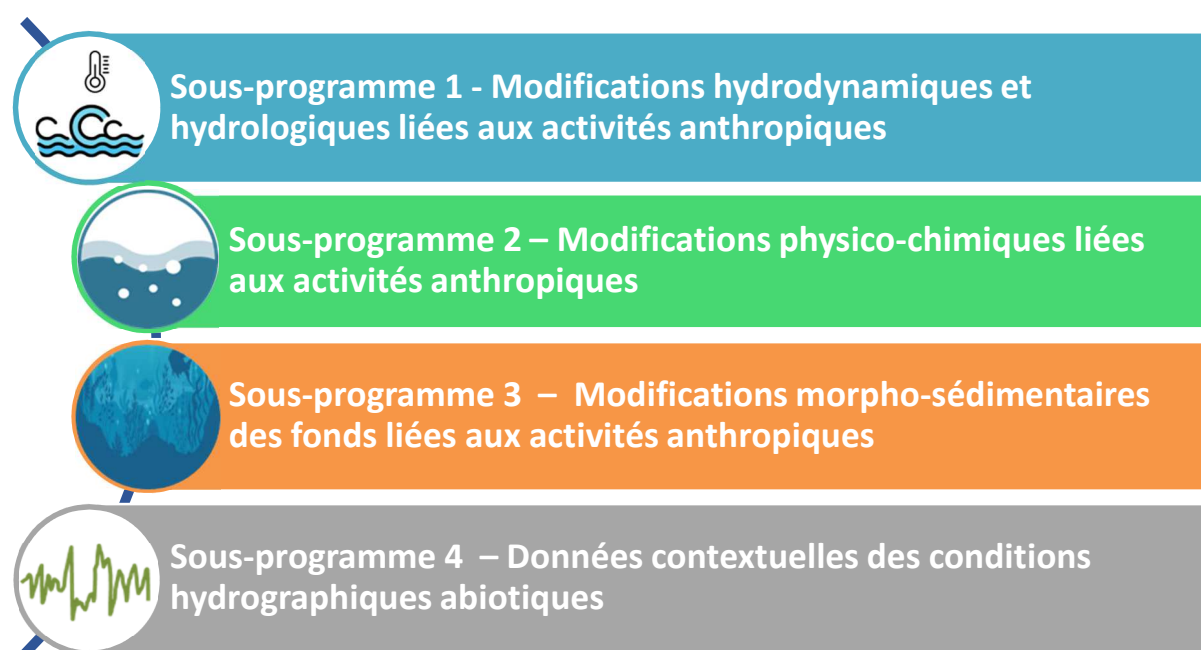 Sous-programme 1 - Modifications hydrodynamiques et
hydrologiques liées aux activités anthropiques
Sous-programme 2 – Modifications physico-chimiques liées
aux activités anthropiques
Sous-programme 3 – Modifications morpho-sédimentaires
des fonds liées aux activités anthropiques
Sous-programme 4 – Données contextuelles des conditions
hydrographiques abiotiques